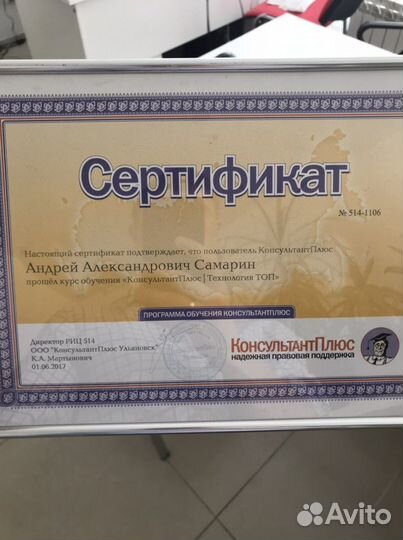 Сертификат
№ 514-1106
Настоящий сертификат подтверждает, что пользователь КонсультантПлюс
Андрей Александрович Самарин
прошёл курс обучения «КонсультантПлюс | Технология ТОП»
ПРОГРАММА ОБУЧЕНИЯ КОНСУЛЬТАНТПЛЮС
Директор РИЦ 514
ООО "КонсультантПлюс Ульяновск"
К.А. Мартынович
01.06.2017
КонсультантПлюс
надежная правовая поддержка
Avito